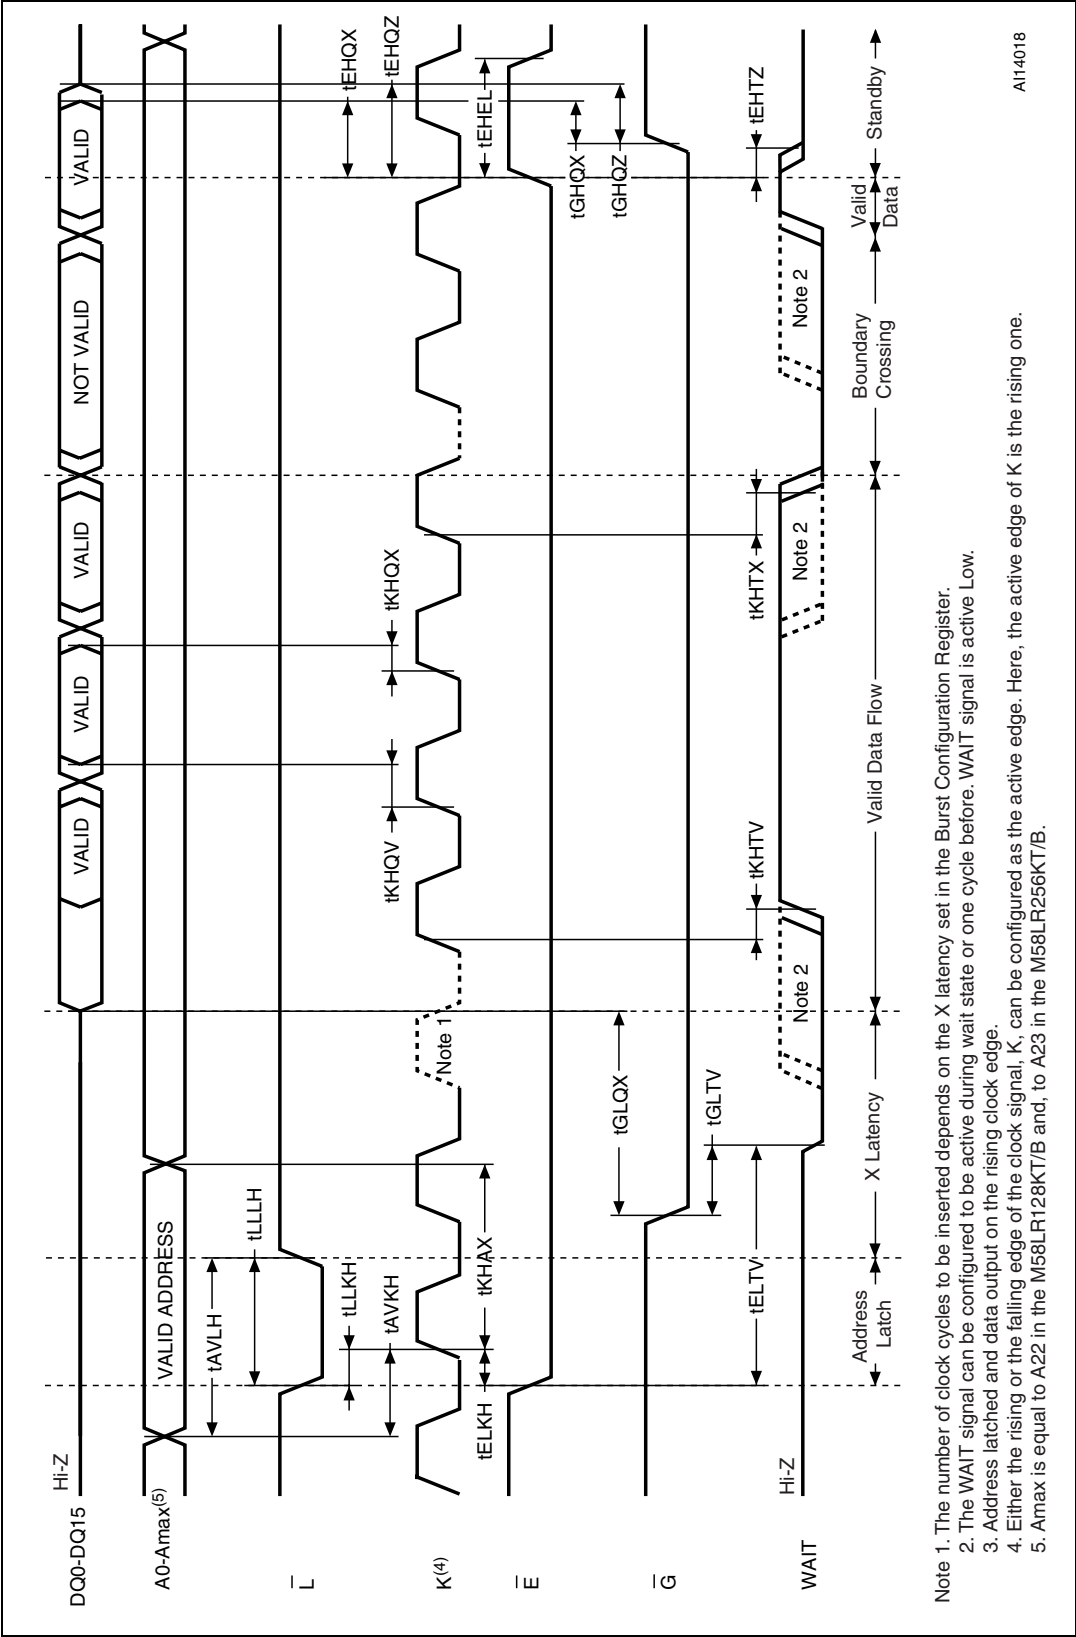 DQ0-DQ15
Hi-Z
VALID
VALID
VALID
NOT VALID
VALID
A0-Amax(5)
VALID ADDRESS
tAVLH
L
tLLLH
tLLKH
tEHQX
tAVKH
tKHQV
tKHQX
tEHQZ
K(4)
Note 1
tELKH
tKHAX
tEHEL
E
tGHQX
tGLQX
tGHQZ
G
tGLTV
tELTV
tKHTV
tKHTX
tEHTZ
WAIT
Hi-Z
Note 2
Note 2
Note 2
Address
Latch
X Latency
Valid Data Flow
Boundary
Crossing
Valid
Data
Standby
Note 1. The number of clock cycles to be inserted depends on the X latency set in the Burst Configuration Register.
2. The WAIT signal can be configured to be active during wait state or one cycle before. WAIT signal is active Low.
3. Address latched and data output on the rising clock edge.
4. Either the rising or the falling edge of the clock signal, K, can be configured as the active edge. Here, the active edge of K is the rising one.
5. Amax is equal to A22 in the M58LR128KT/B and, to A23 in the M58LR256KT/B.
AI14018